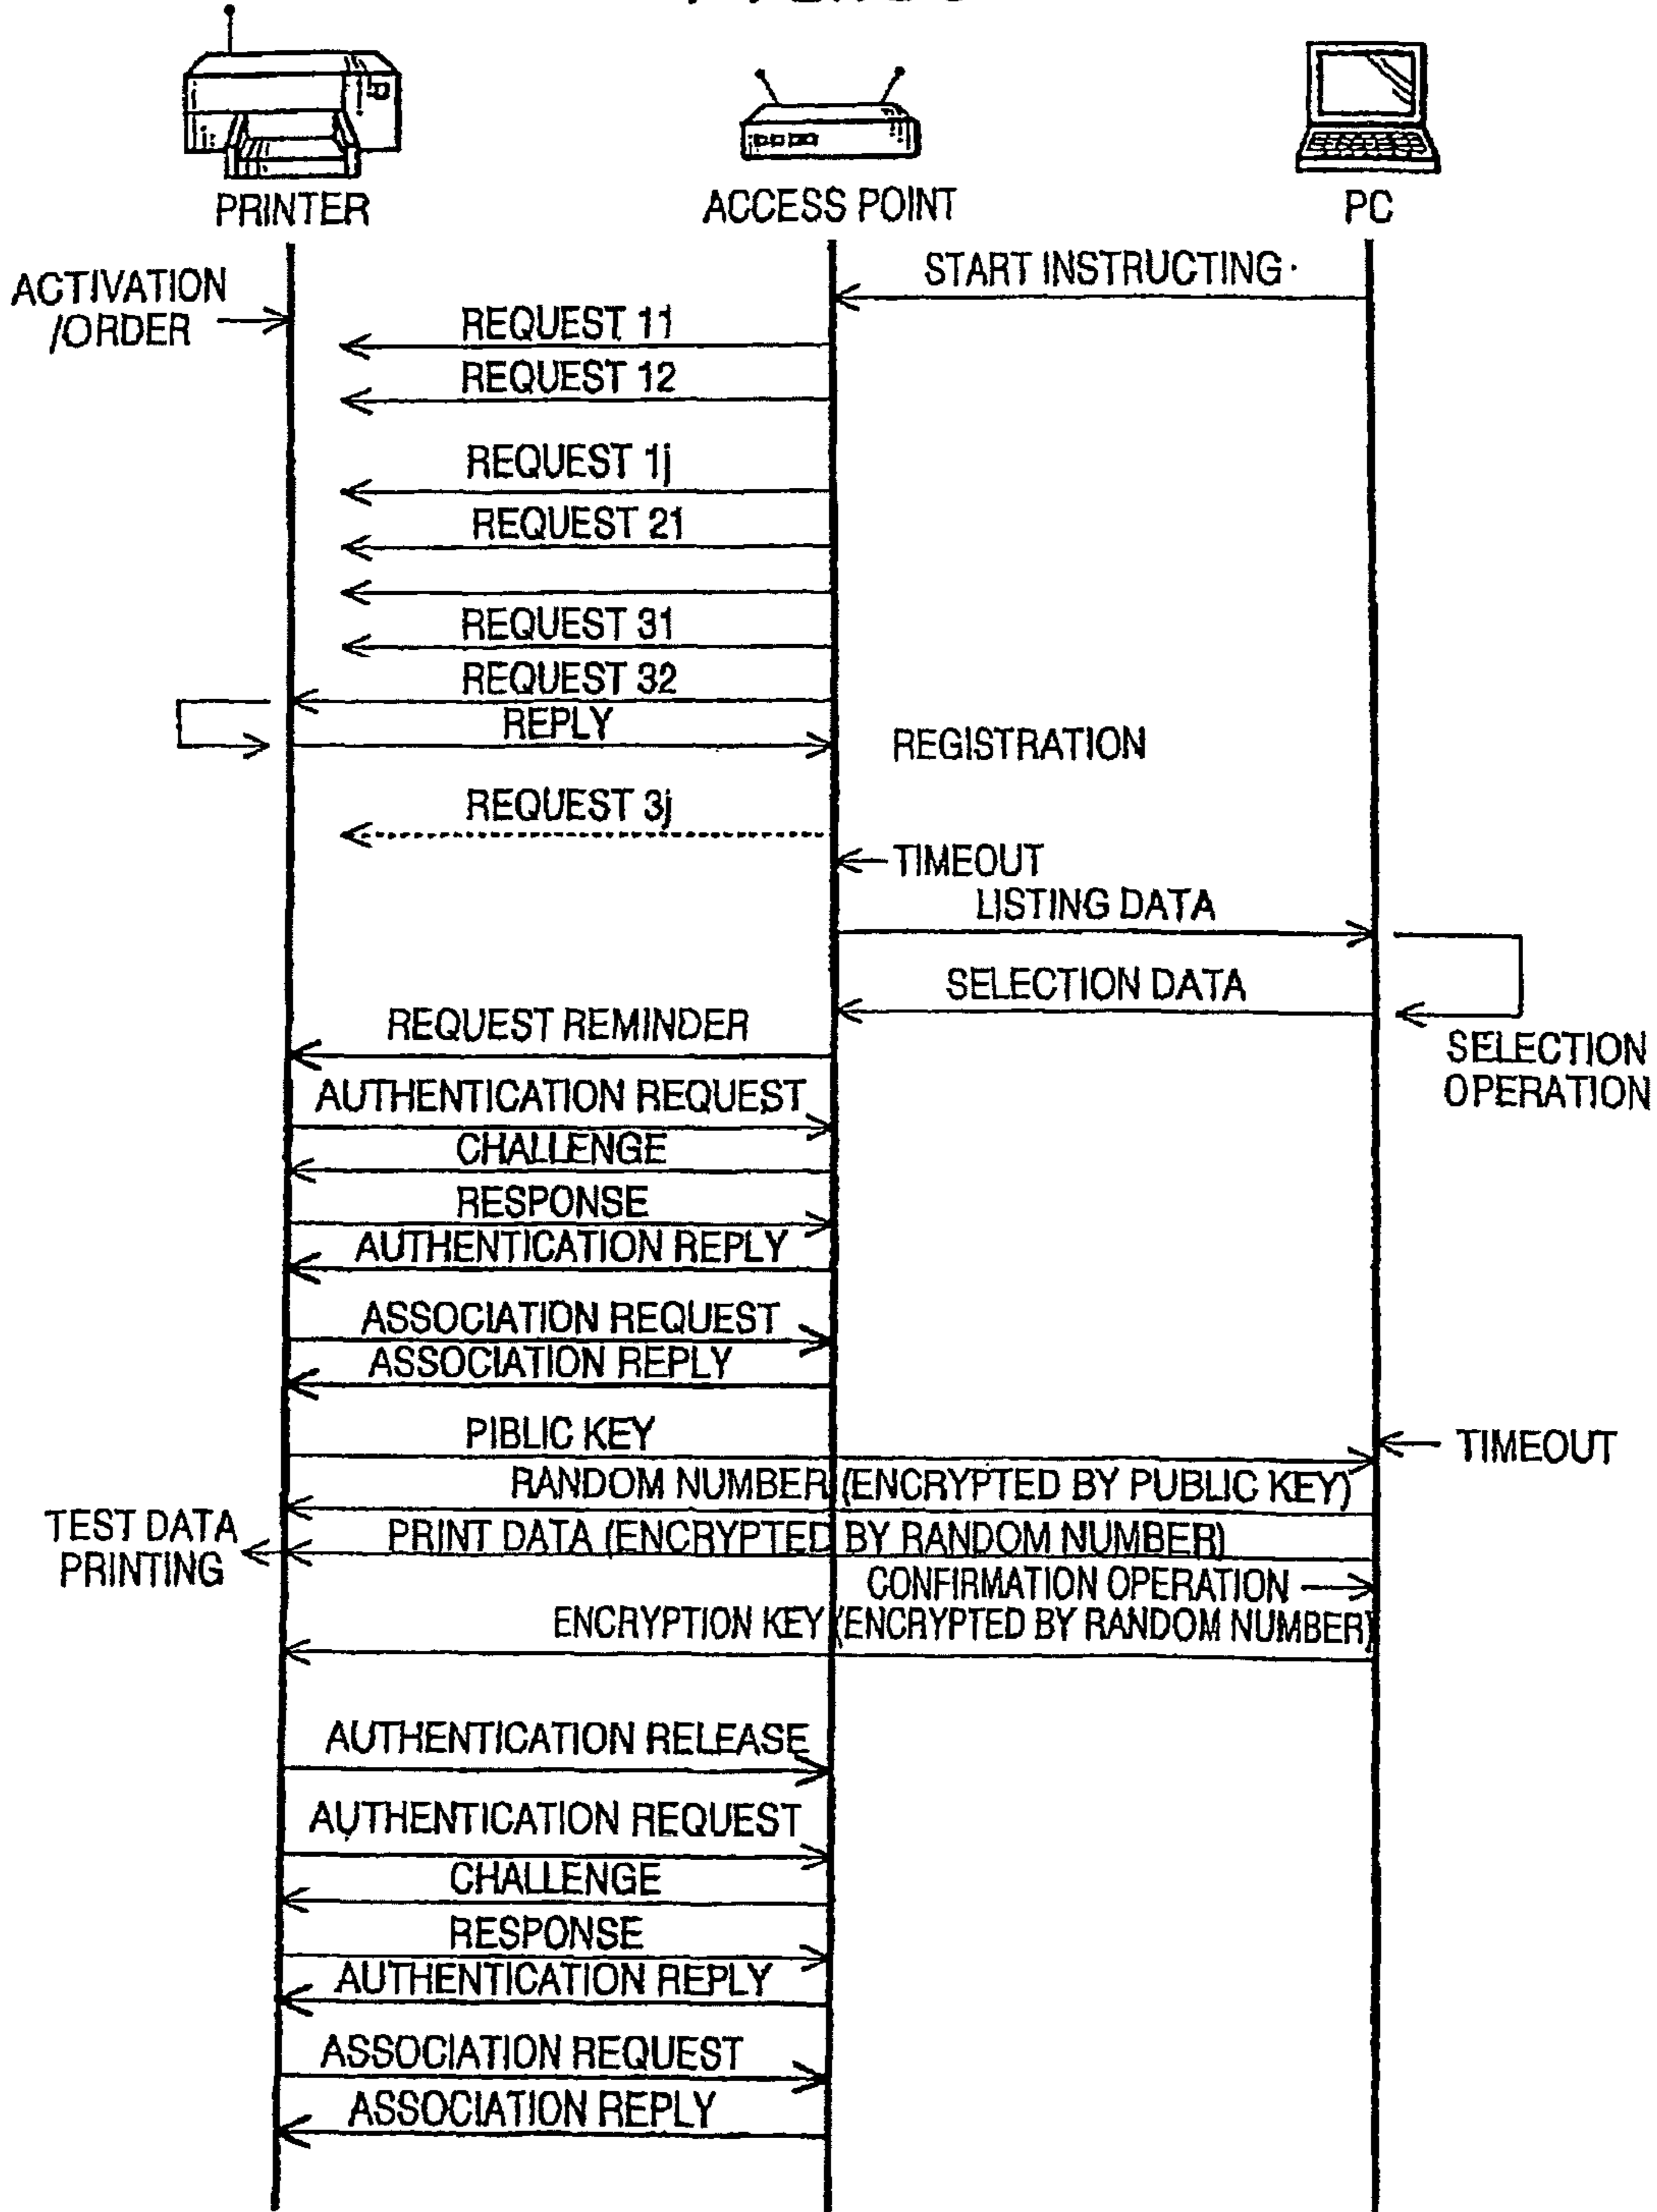 PRINTER
ACCESS POINT
PC
START INSTRUCTING
ACTIVATION
/ORDER
REQUEST 11
REQUEST 12
REQUEST 1j
REQUEST 21
REQUEST 31
REQUEST 32
REPLY
REGISTRATION
REQUEST 3j
TIMEOUT
LISTING DATA
SELECTION DATA
SELECTION
OPERATION
REQUEST REMINDER
AUTHENTICATION REQUEST
CHALLENGE
RESPONSE
AUTHENTICATION REPLY
ASSOCIATION REQUEST
ASSOCIATION REPLY
PIBLIC KEY
TIMEOUT
RANDOM NUMBER (ENCRYPTED BY PUBLIC KEY)
TEST DATA
PRINTING
PRINT DATA (ENCRYPTED BY RANDOM NUMBER)
CONFIRMATION OPERATION
ENCRYPTION KEY (ENCRYPTED BY RANDOM NUMBER)
AUTHENTICATION RELEASE
AUTHENTICATION REQUEST
CHALLENGE
RESPONSE
AUTHENTICATION REPLY
ASSOCIATION REQUEST
ASSOCIATION REPLY